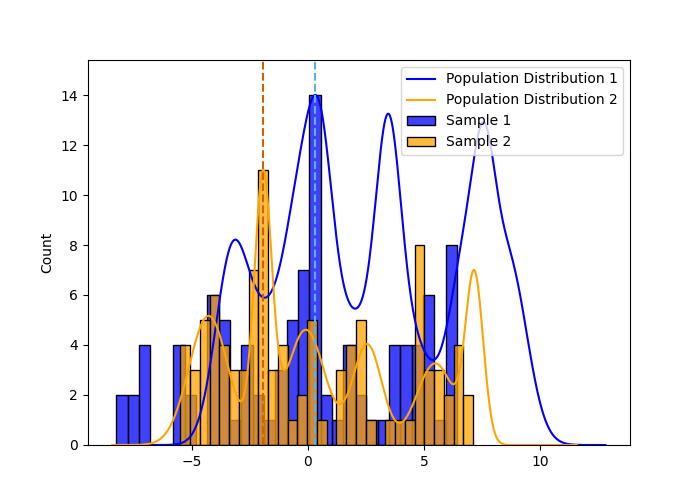 Population Distribution 1
Population Distribution 2
Sample 1
Sample 2
Count
14
12
10
8
6
4
2
0
−5
0
5
10